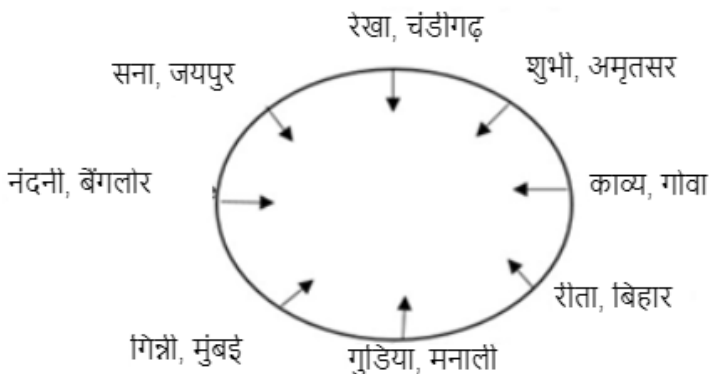 रेखा, चंडीगढ़
सना, जयपुर
शुभी, अमृतसर
नंदनी, बैंगलोर
काव्य, गोवा
रीता, बिहार
गिन्नी, मुंबई
गुडिया, मनाली